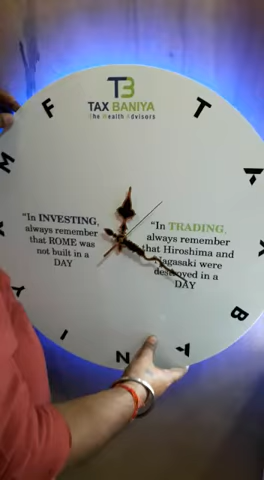 TB
TAX BANIYA
The Wealth Advisors
F
T
M
"In INVESTING,
always remember
that ROME was
not built in a
DAY
"In TRADING,
always remember
that Hiroshima and
Nagasaki were
destroyed in a
DAY
Y
B
I
N